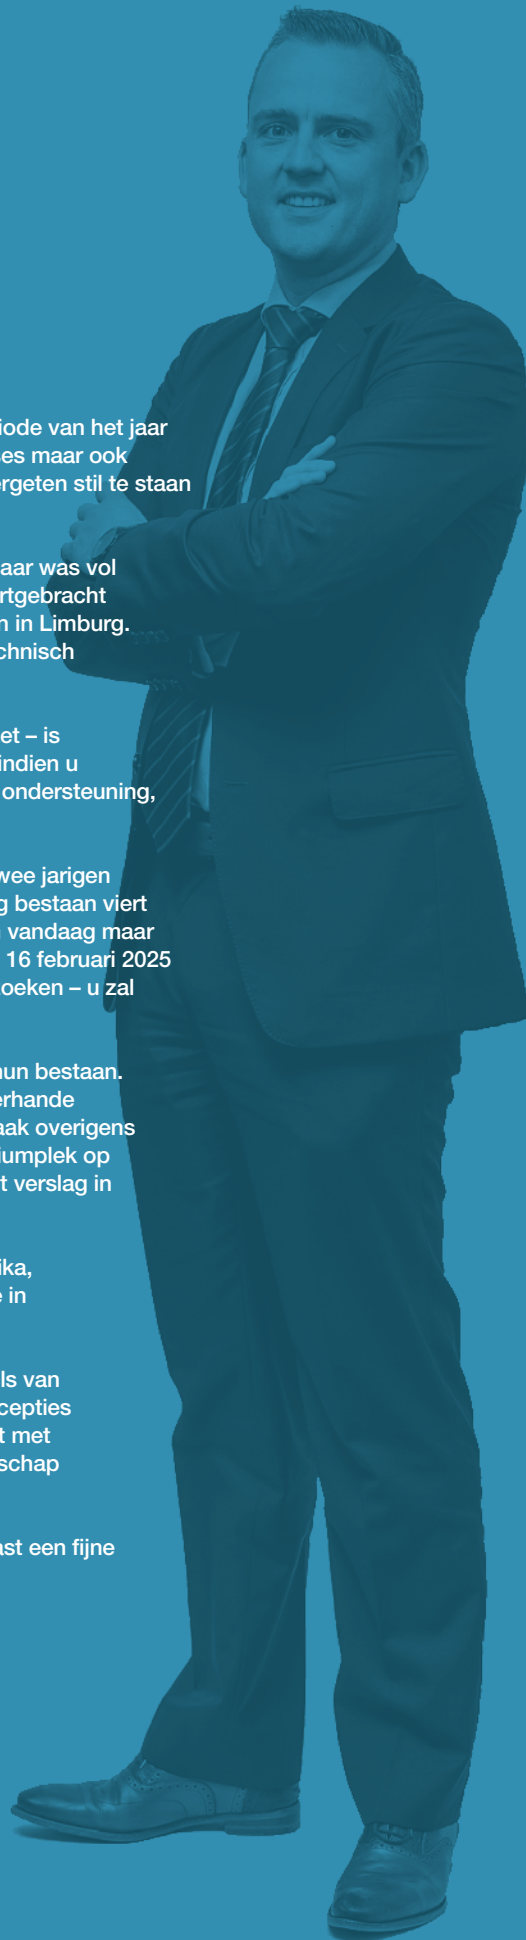 iode van het jaar
ses maar ook
ergeten stil te staan
aar was vol
rtgebracht
n in Limburg.
chnisch
et – is
indien u
ondersteuning,
wee jarigen
g bestaan viert
vandaag maar
16 februari 2025
oeken – u zal
hun bestaan.
erhande
aak overigens
iumplek op
t verslag in
ika,
e in
ls van
cepties
t met
schap
ast een fijne